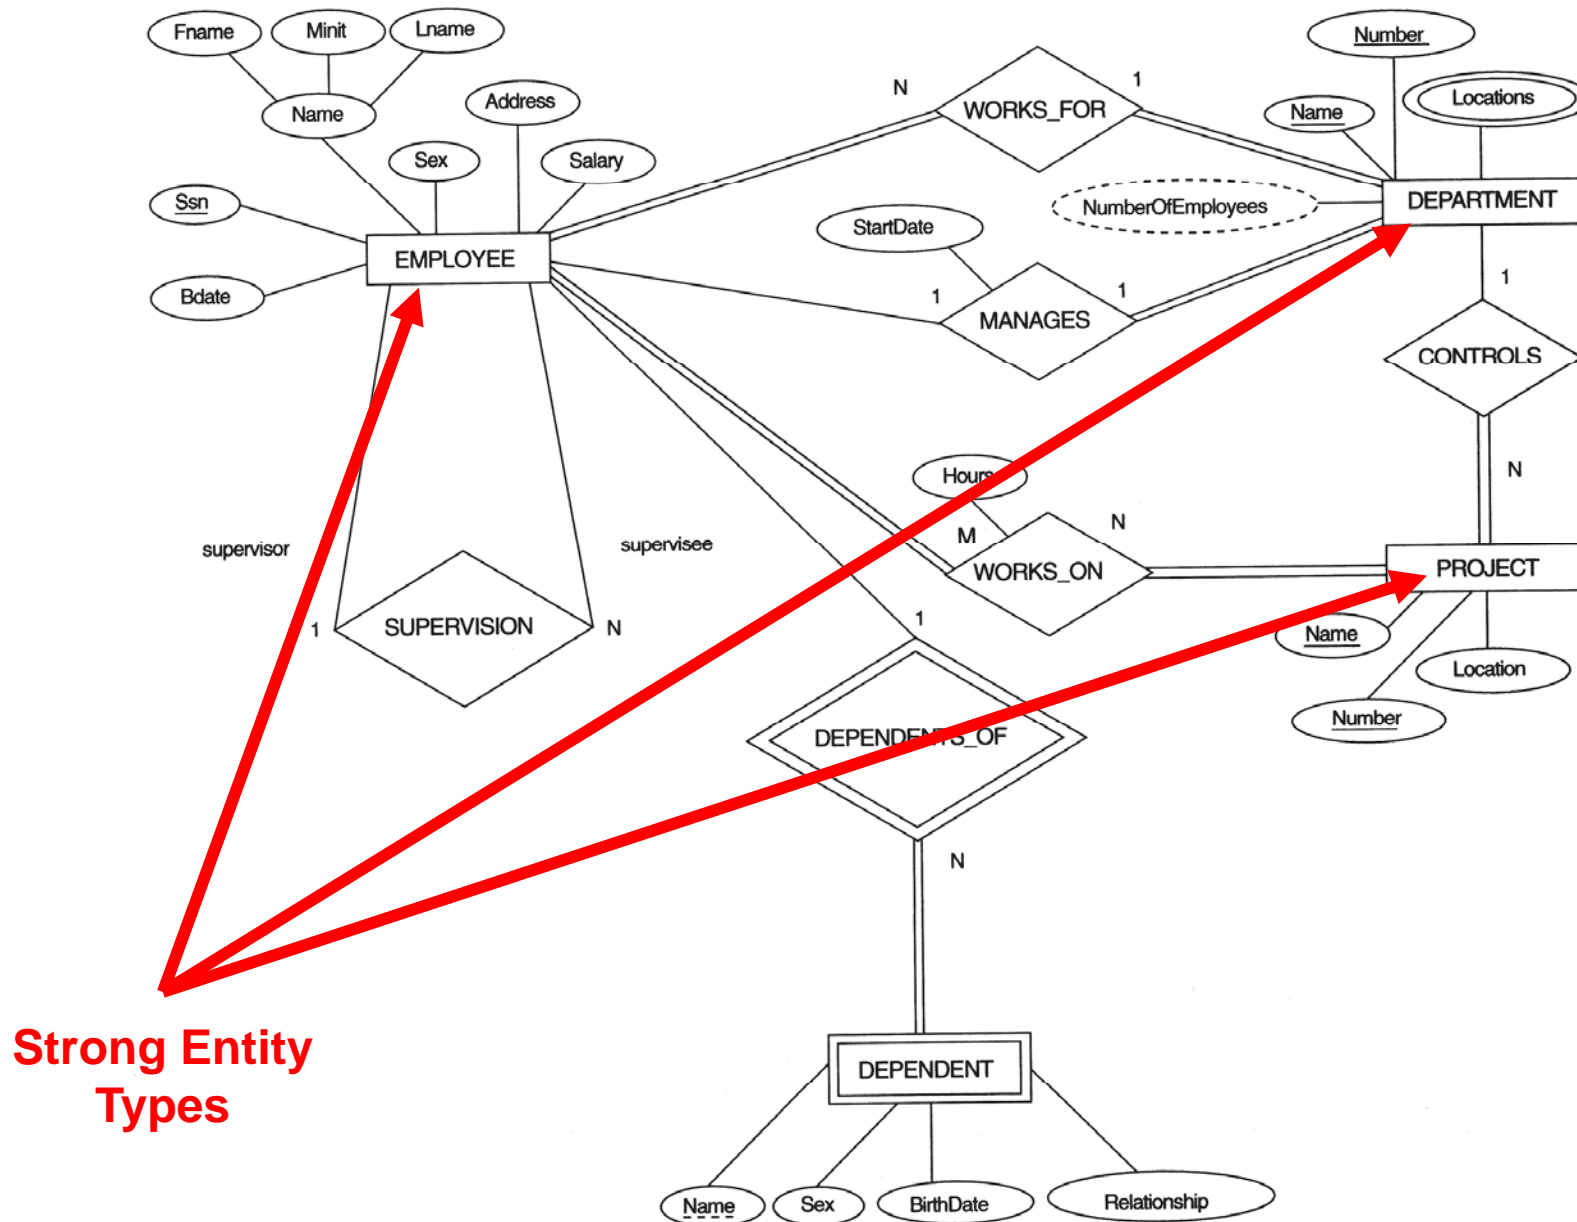 Fname
Minit
Lname
Number
Name
Address
N
1
WORKS_FOR
Name
Locations
Sex
Salary
Ssn
NumberOfEmployees
DEPARTMENT
StartDate
EMPLOYEE
Bdate
1
1
MANAGES
1
CONTROLS
Hours
N
M
N
supervisor
supervisee
WORKS_ON
PROJECT
1
SUPERVISION
N
1
Name
Location
Number
DEPENDENTS_OF
N
Strong Entity
Types
DEPENDENT
Name
Sex
BirthDate
Relationship